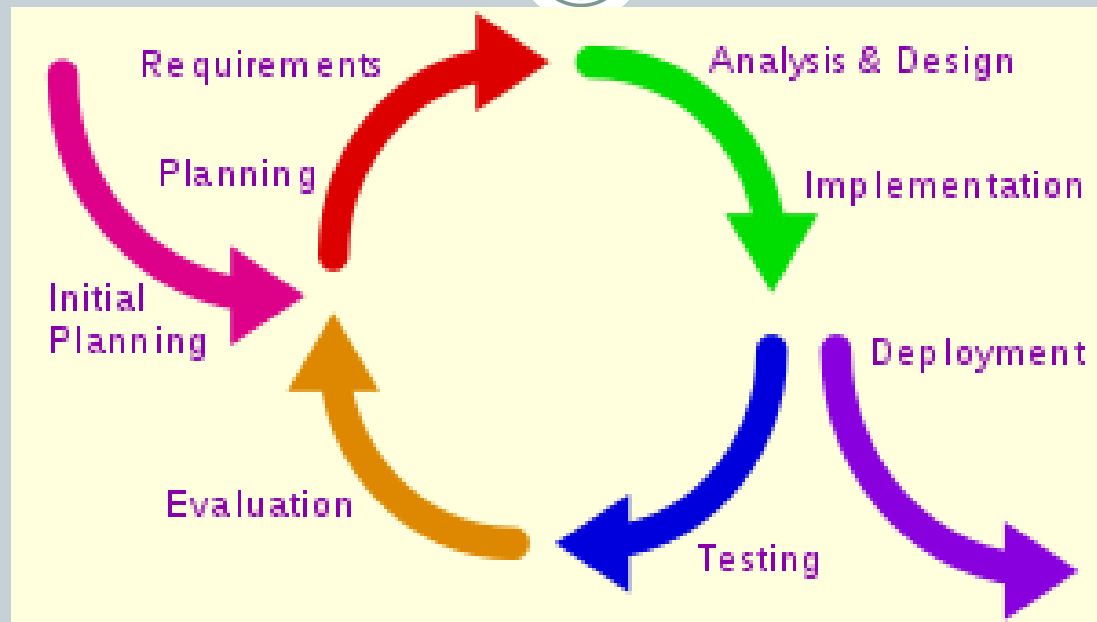 Requirements
Analysis & Design
Planning
Implementation
Initial
Planning
Deployment
Evaluation
Testing